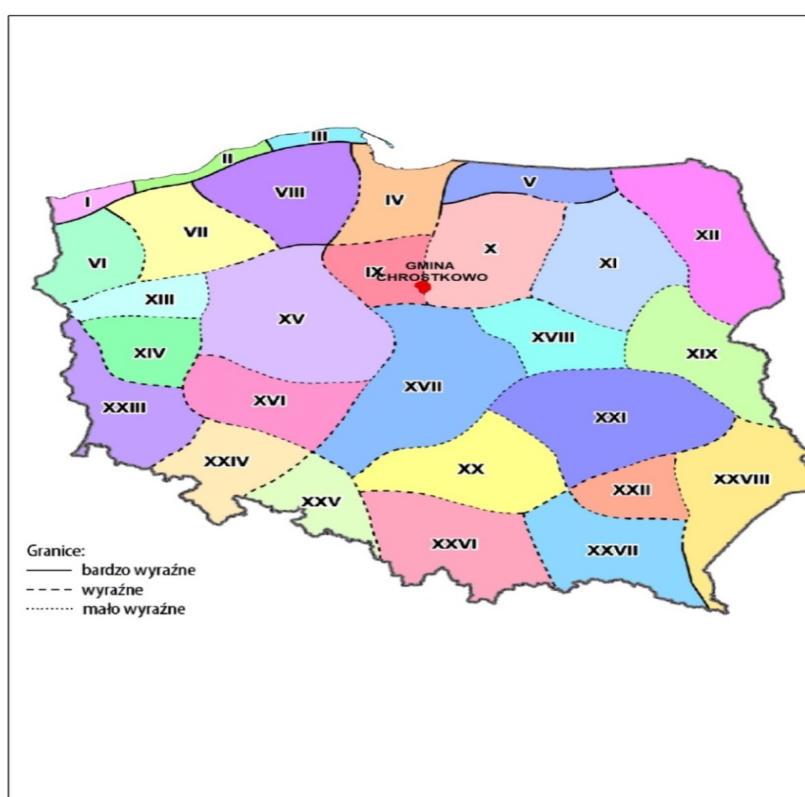 III
II
I
V
IV
VIII
XII
VII
X
VI
XI
GMINA
IX
CHROSTKOWO
XIII
XV
XVIII
XIV
XIX
XVII
XVI
XXIII
XXI
XXIV
XX
XXVIII
XXII
XXV
XXVI
XXVII
Granice:
bardzo wyraźne
wyraźne
mało wyraźne